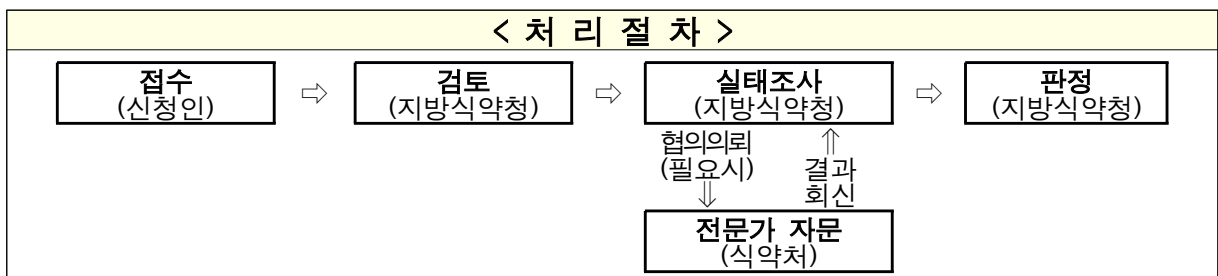 < 처 리 절 차 >
접수 ⇨ 검토 ⇨ 실태조사 ⇨ 판정
(신청인) (지방식약청) (지방식약청) (지방식약청)
협의의뢰 ⇑
(필요시) 결과
⇓ 회신
전문가 자문
(식약처)